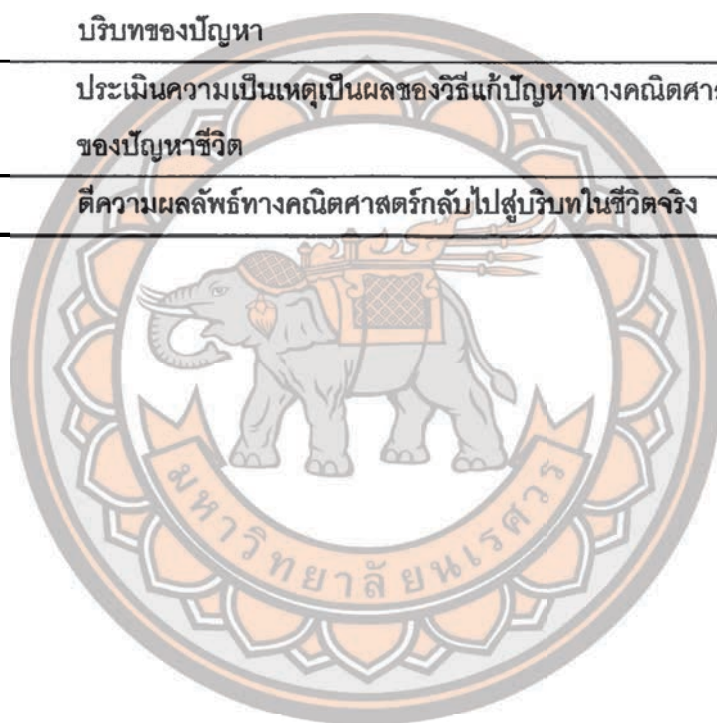 บริบทของปัญหา
ประเมินความเป็นเหตุเป็นผลของวิธีแก้ปัญหาทางคณิตศาส
ของปัญหาชีวิต
ตีความผลลัพธ์ทางคณิตศาสตร์กลับไปสู่บริบทในชีวิตจริง
มหาวิทยาลัยนเรศวร